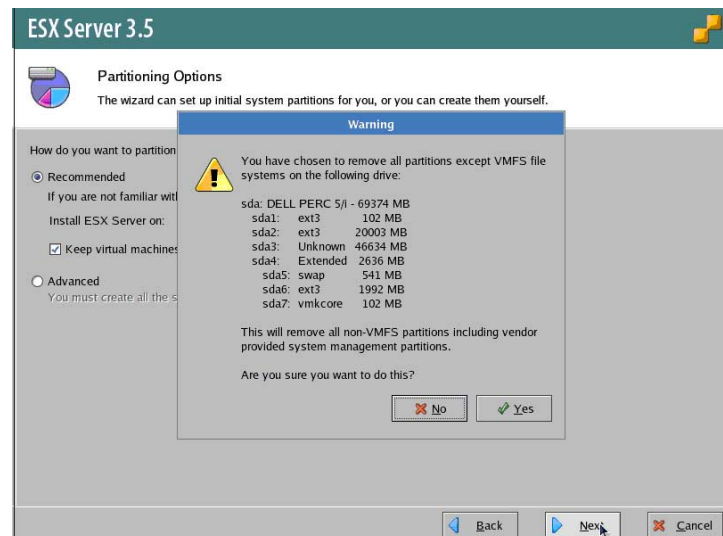 ESX Server 3.5
Partitioning Options
The wizard can set up initial system partitions for you, or you can create them yourself.
How do you want to partition
Recommended
If you are not familiar with
Install ESX Server on:
Keep virtual machines
Advanced
You must create all the s
Warning
You have chosen to remove all partitions except VMFS file
systems on the following drive:
sda: DELL PERC 5/i - 69374 MB
sda1: ext3 102 MB
sda2: ext3 20003 MB
sda3: Unknown 46634 MB
sda4: Extended 2636 MB
sda5: swap 541 MB
sda6: ext3 1992 MB
sda7: vmkcore 102 MB
This will remove all non-VMFS partitions including vendor
provided system management partitions.
Are you sure you want to do this?
No
Yes
Back
Next
Cancel